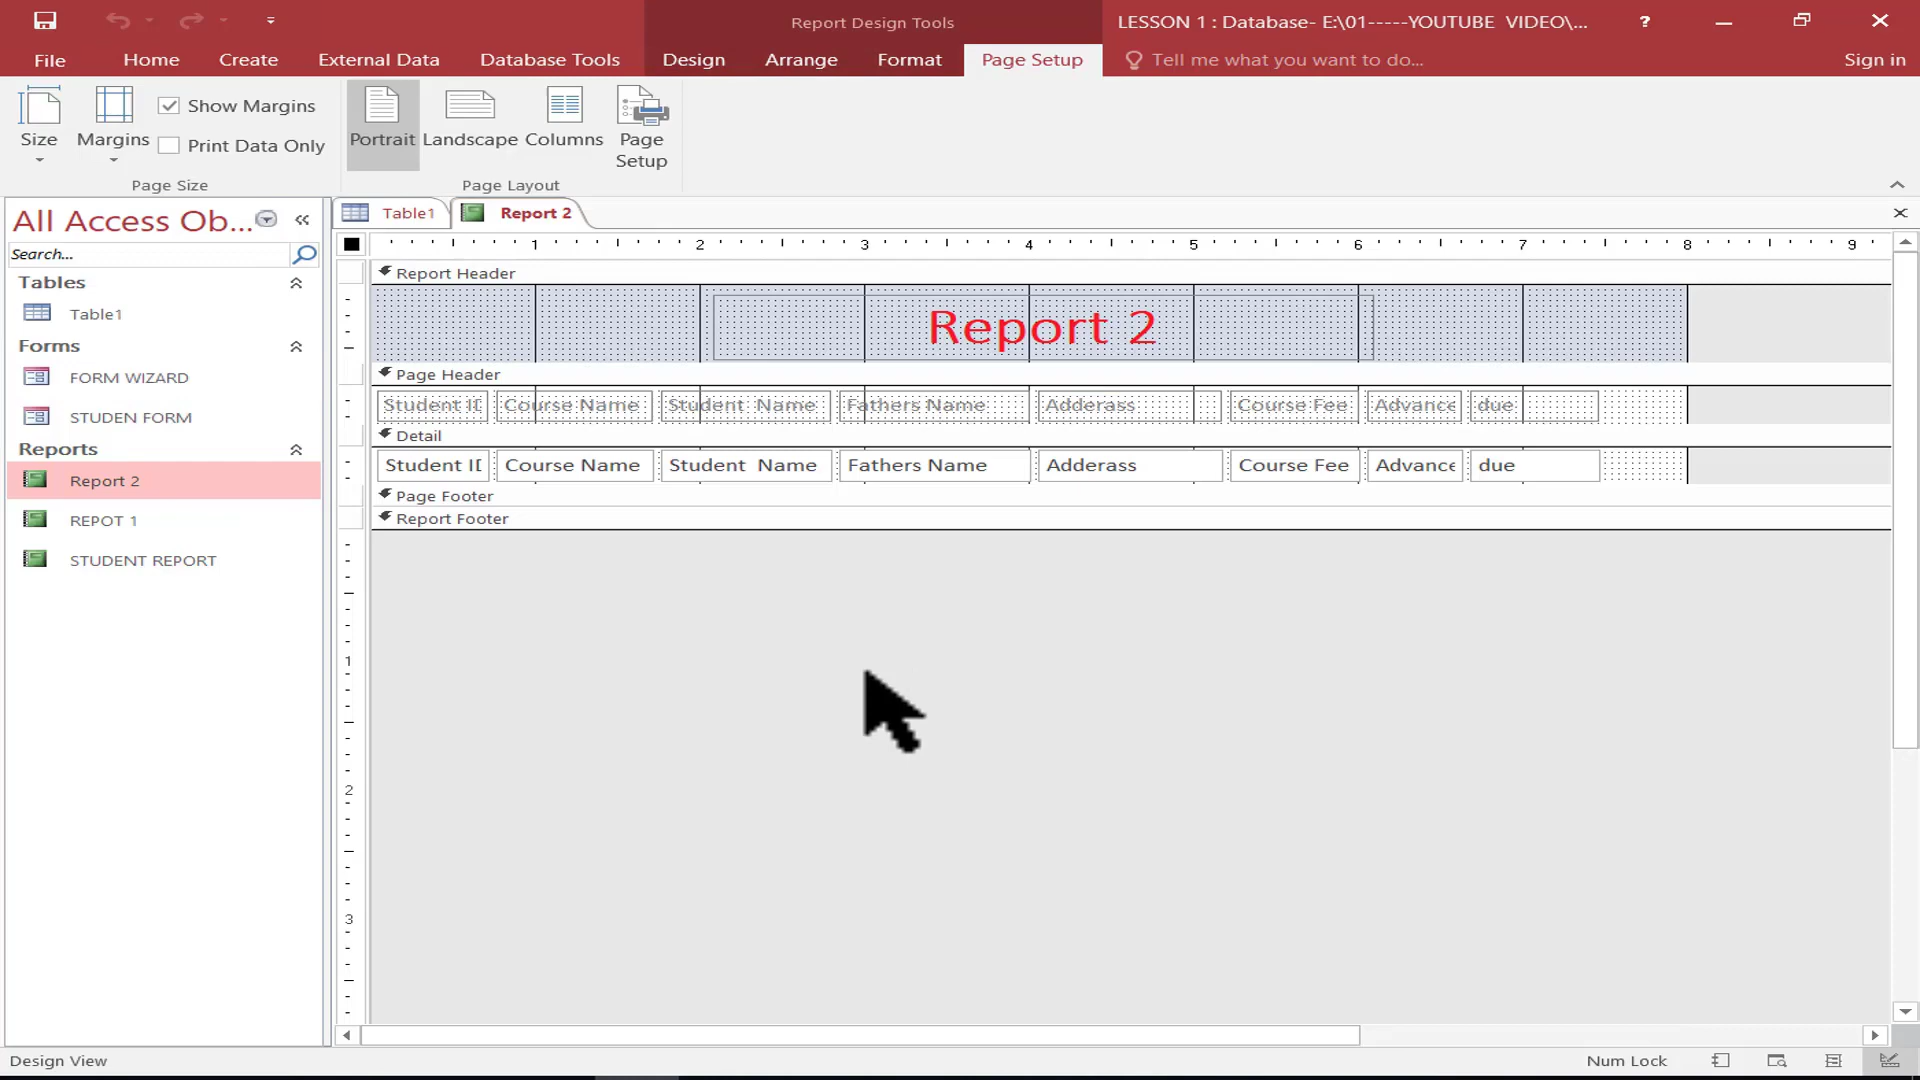 Report Design Tools
LESSON 1 : Database- E:\01-----YOUTUBE VIDEO\...
?
File
Home
Create
External Data
Database Tools
Design
Arrange
Format
Page Setup
Tell me what you want to do...
Sign in
Size
Margins
Show Margins
Print Data Only
Portrait
Landscape
Columns
Page
Setup
Page Size
Page Layout
All Access Ob...
Search...
Tables
Table1
Forms
FORM WIZARD
STUDEN FORM
Reports
Report 2
REPOT 1
STUDENT REPORT
Table1
Report 2
1 2 3 4 5 6 7 8 9
Report Header
Report 2
Page Header
Student ID Course Name Student Name Fathers Name Adderass Course Fee Advance due
Detail
Student ID Course Name Student Name Fathers Name Adderass Course Fee Advance due
Page Footer
Report Footer
1
2
3
Design View
Num Lock